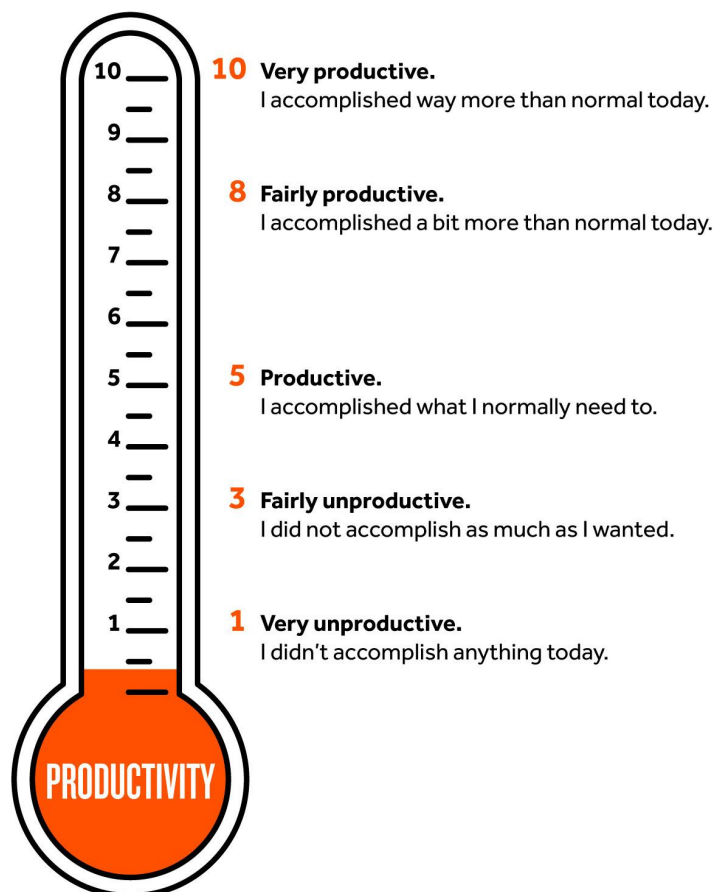 10
9
8
7
6
5
4
3
2
1
PRODUCTIVITY
10 Very productive.
I accomplished way more than normal today.
8 Fairly productive.
I accomplished a bit more than normal today.
5 Productive.
I accomplished what I normally need to.
3 Fairly unproductive.
I did not accomplish as much as I wanted.
1 Very unproductive.
I didn’t accomplish anything today.